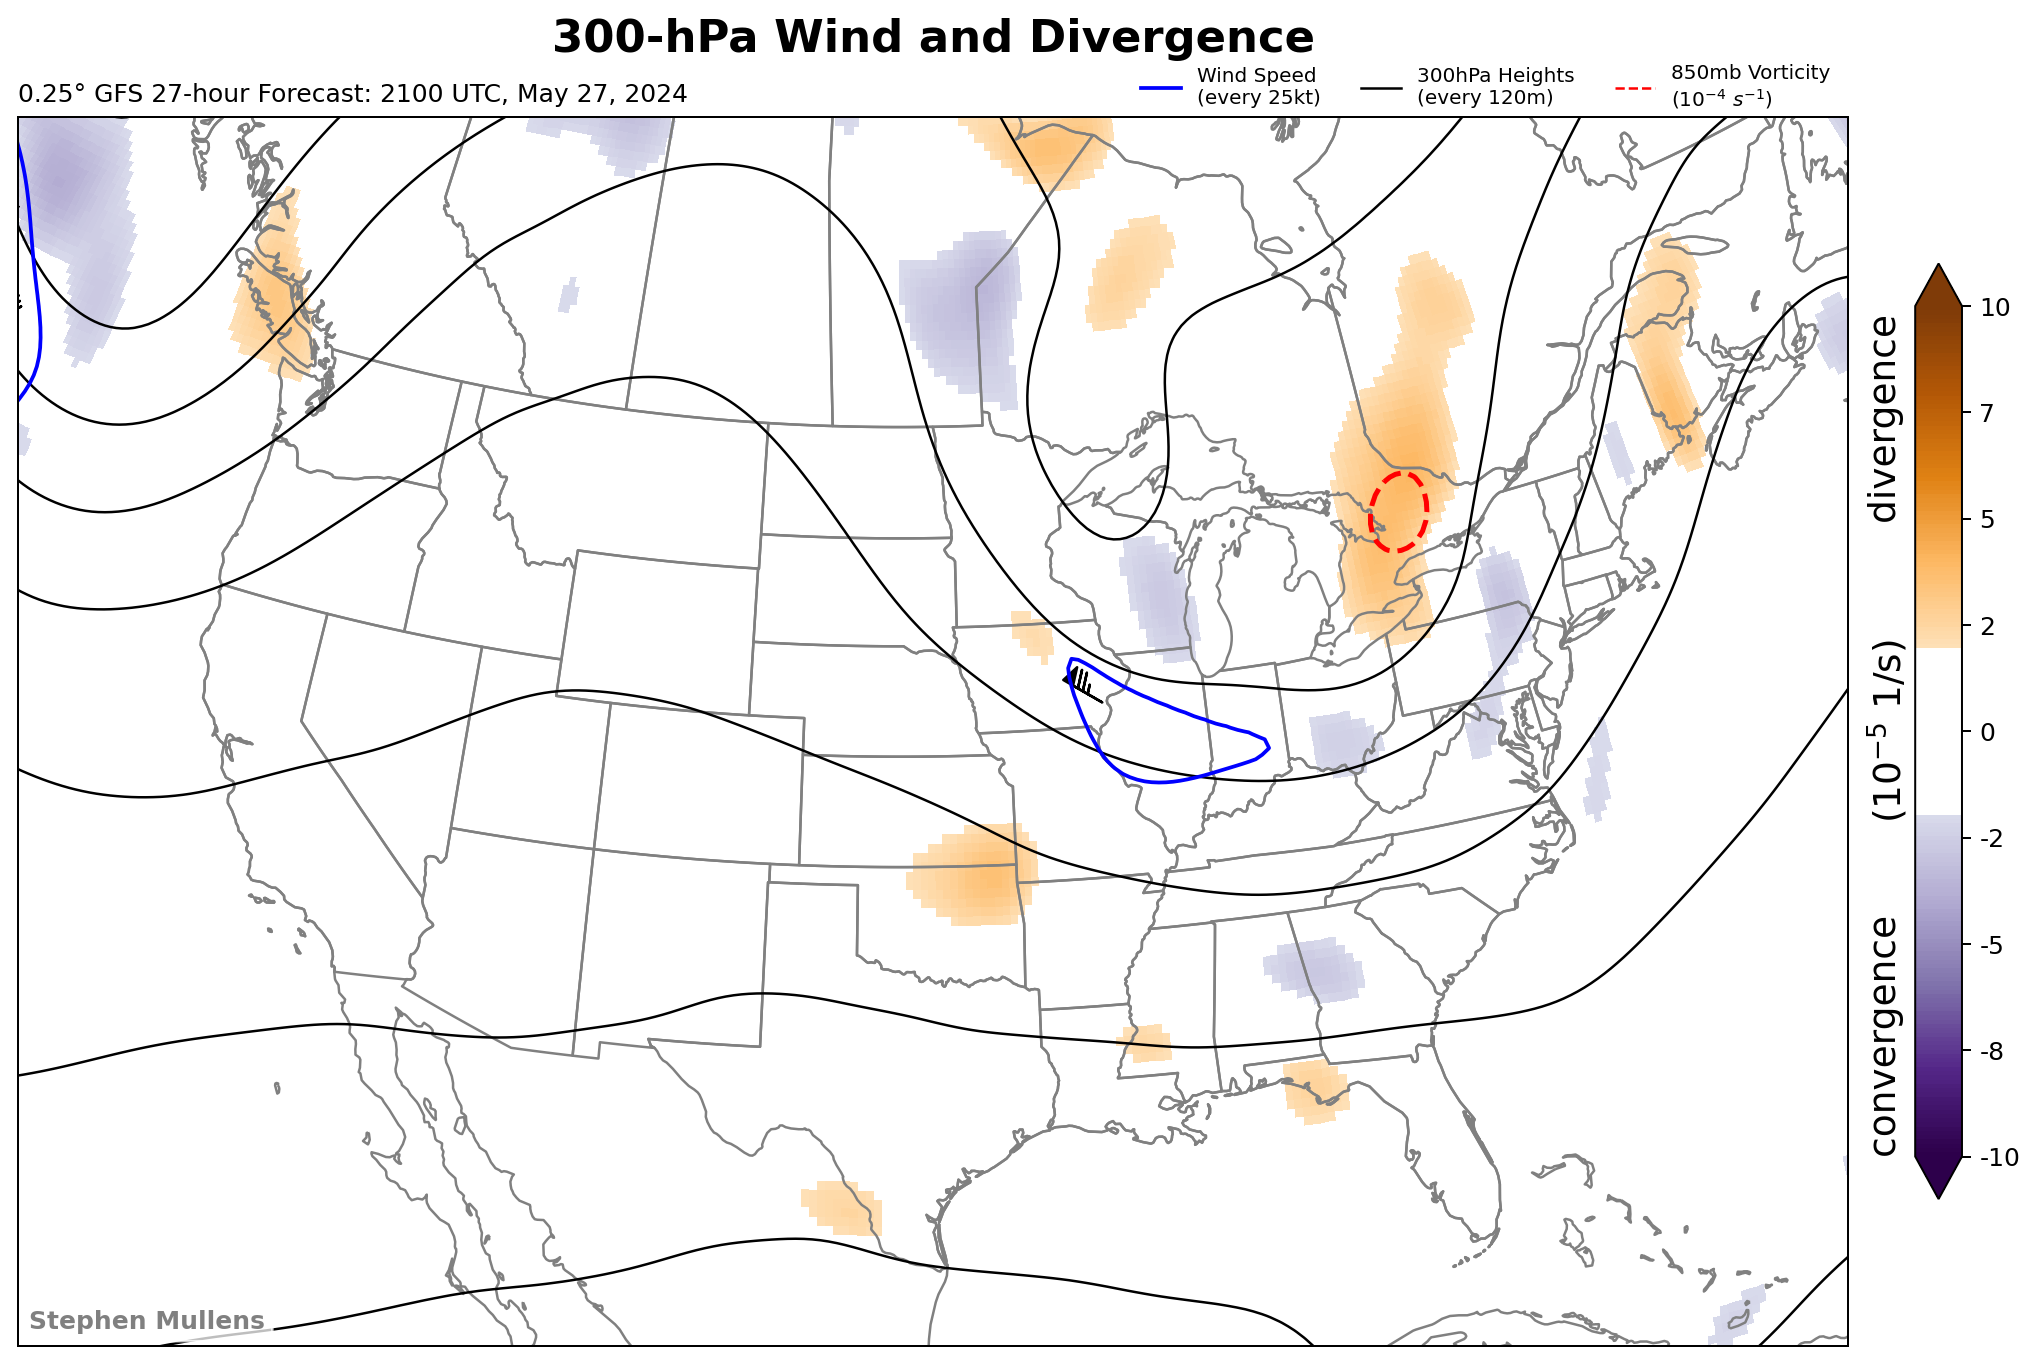 300-hPa Wind and Divergence
0.25° GFS 27-hour Forecast: 2100 UTC, May 27, 2024
Wind Speed
(every 25kt)
300hPa Heights
(every 120m)
850mb Vorticity
(10⁻⁴ s⁻¹)
10
7
5
2
0
-2
-5
-8
-10
convergence (10⁻⁵ 1/s) divergence
Stephen Mullens